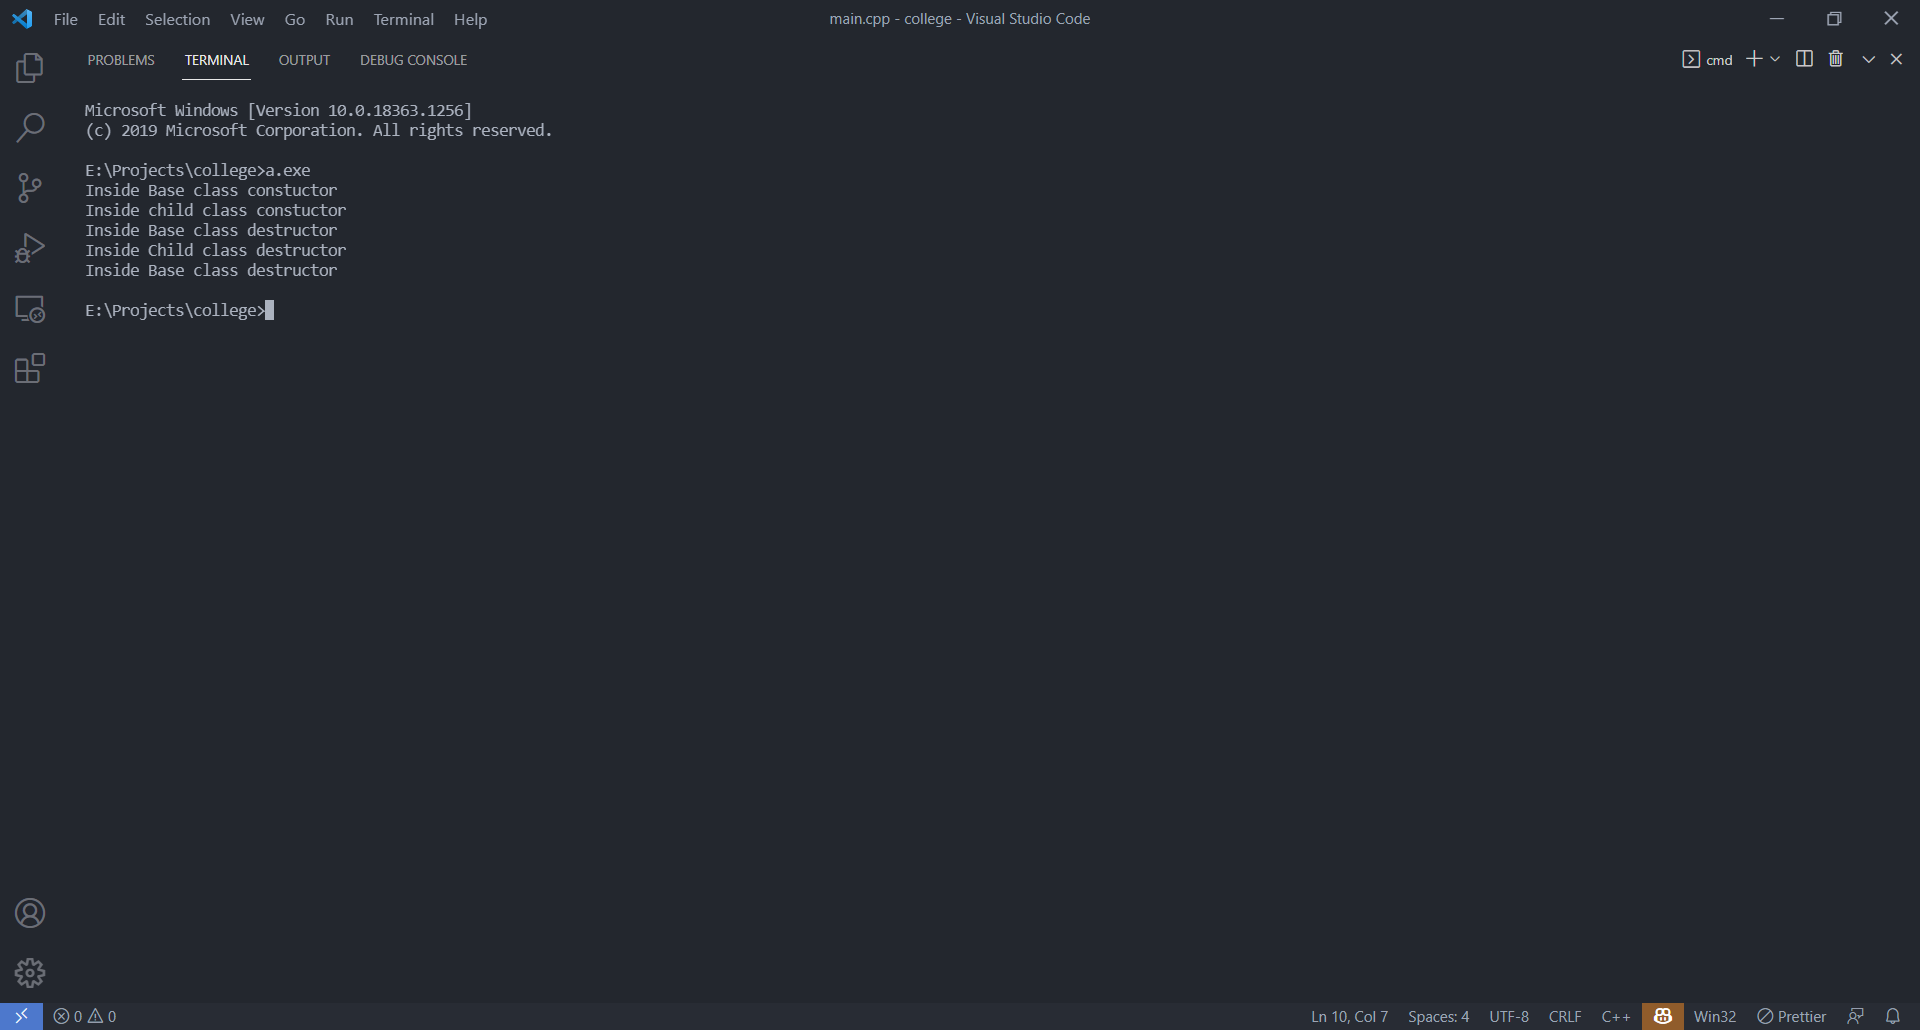 File Edit Selection View Go Run Terminal Help main.cpp - college - Visual Studio Code
PROBLEMS TERMINAL OUTPUT DEBUG CONSOLE cmd
Microsoft Windows [Version 10.0.18363.1256]
(c) 2019 Microsoft Corporation. All rights reserved.
E:\Projects\college>a.exe
Inside Base class constuctor
Inside child class constuctor
Inside Base class destructor
Inside Child class destructor
Inside Base class destructor
E:\Projects\college>
0 0 Ln 10, Col 7 Spaces: 4 UTF-8 CRLF C++ Win32 Prettier